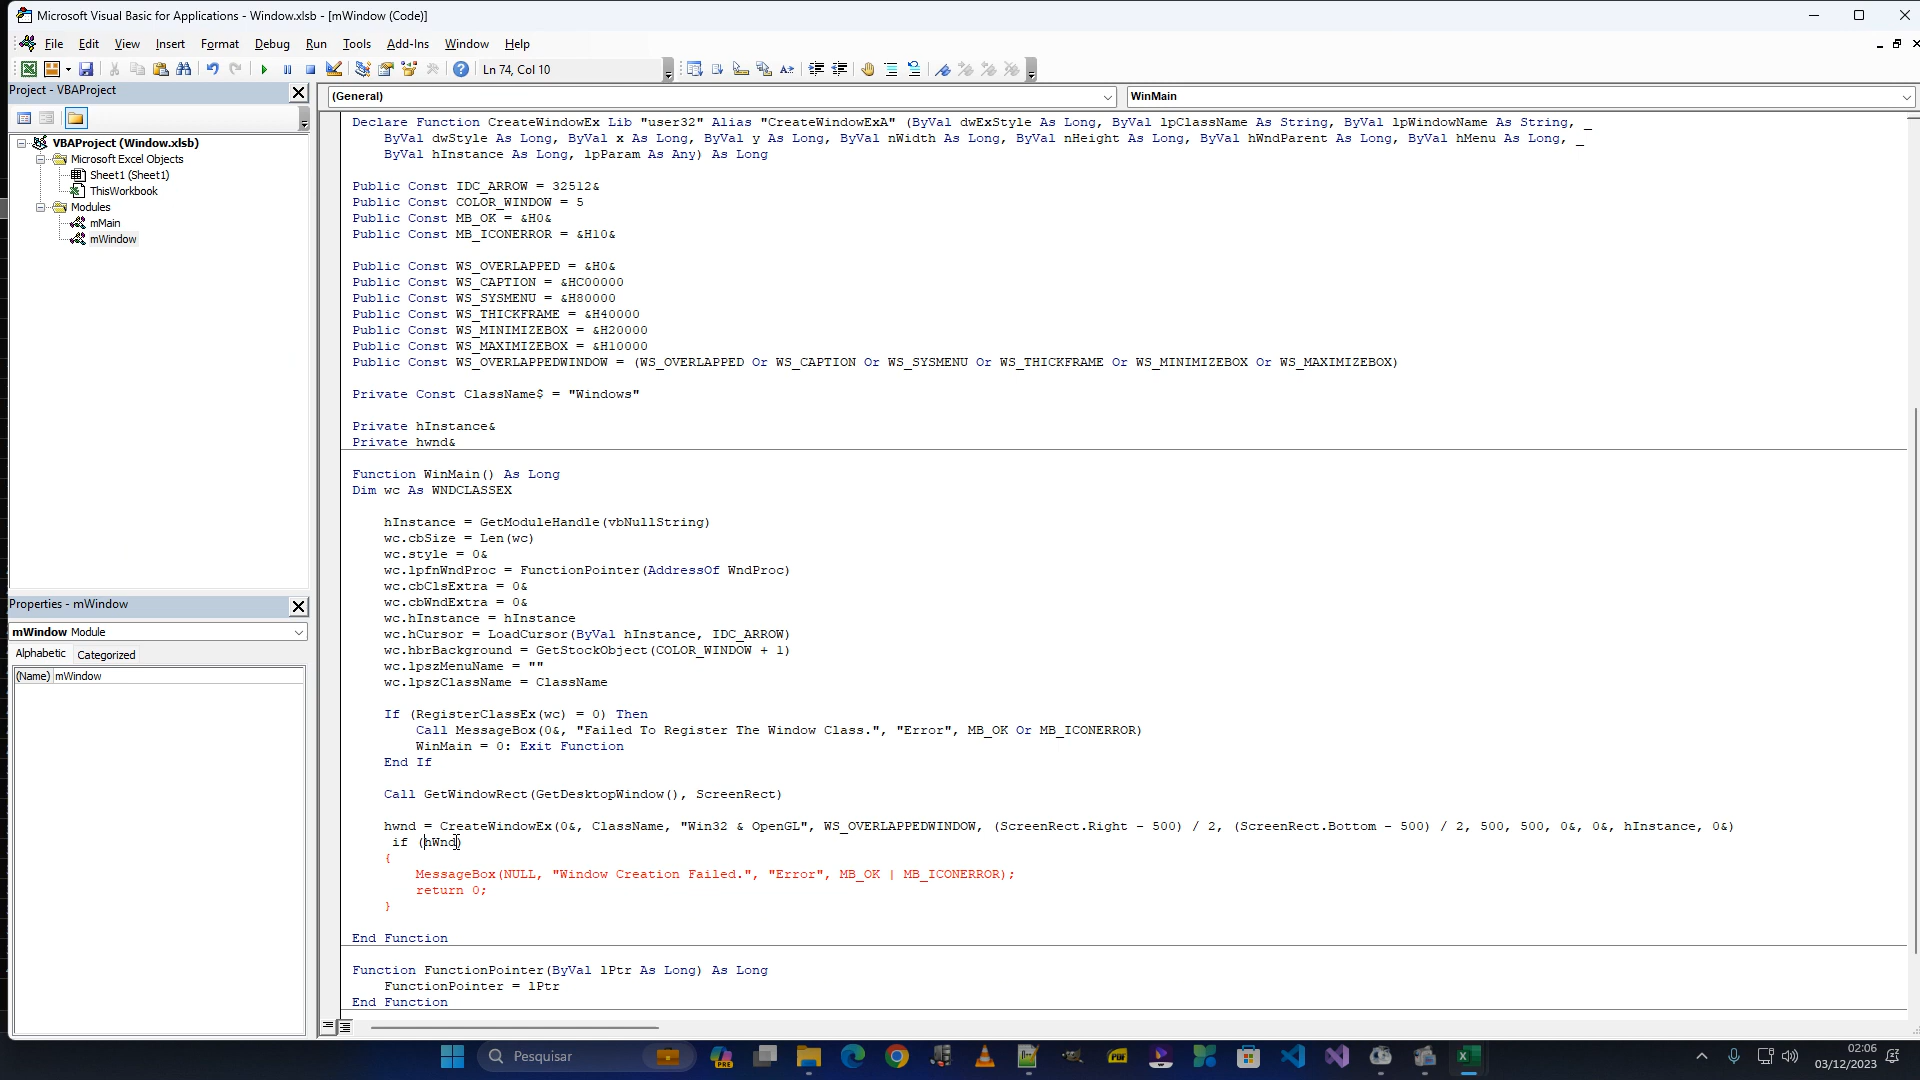 Microsoft Visual Basic for Applications - Window.xlsb - [mWindow (Code)]
File Edit View Insert Format Debug Run Tools Add-Ins Window Help
Ln 74, Col 10
Project - VBAProject
VBAProject (Window.xlsb)
Microsoft Excel Objects
Sheet1 (Sheet1)
ThisWorkbook
Modules
mMain
mWindow
Properties - mWindow
mWindow Module
Alphabetic Categorized
(Name) mWindow
(General) WinMain
Declare Function CreateWindowEx Lib "user32" Alias "CreateWindowExA" (ByVal dwExStyle As Long, ByVal lpClassName As String, ByVal lpWindowName As String, _
ByVal dwStyle As Long, ByVal x As Long, ByVal y As Long, ByVal nWidth As Long, ByVal nHeight As Long, ByVal hWndParent As Long, ByVal hMenu As Long, _
ByVal hInstance As Long, lpParam As Any) As Long
Public Const IDC_ARROW = 32512&
Public Const COLOR_WINDOW = 5
Public Const MB_OK = &H0&
Public Const MB_ICONERROR = &H10&
Public Const WS_OVERLAPPED = &H0&
Public Const WS_CAPTION = &HC00000
Public Const WS_SYSMENU = &H80000
Public Const WS_THICKFRAME = &H40000
Public Const WS_MINIMIZEBOX = &H20000
Public Const WS_MAXIMIZEBOX = &H10000
Public Const WS_OVERLAPPEDWINDOW = (WS_OVERLAPPED Or WS_CAPTION Or WS_SYSMENU Or WS_THICKFRAME Or WS_MINIMIZEBOX Or WS_MAXIMIZEBOX)
Private Const ClassName$ = "Windows"
Private hInstance&
Private hwnd&
Function WinMain() As Long
Dim wc As WNDCLASSEX
hInstance = GetModuleHandle(vbNullString)
wc.cbSize = Len(wc)
wc.style = 0&
wc.lpfnWndProc = FunctionPointer(AddressOf WndProc)
wc.cbClsExtra = 0&
wc.cbWndExtra = 0&
wc.hInstance = hInstance
wc.hCursor = LoadCursor(ByVal hInstance, IDC_ARROW)
wc.hbrBackground = GetStockObject(COLOR_WINDOW + 1)
wc.lpszMenuName = ""
wc.lpszClassName = ClassName
If (RegisterClassEx(wc) = 0) Then
Call MessageBox(0&, "Failed To Register The Window Class.", "Error", MB_OK Or MB_ICONERROR)
WinMain = 0: Exit Function
End If
Call GetWindowRect(GetDesktopWindow(), ScreenRect)
hwnd = CreateWindowEx(0&, ClassName, "Win32 & OpenGL", WS_OVERLAPPEDWINDOW, (ScreenRect.Right - 500) / 2, (ScreenRect.Bottom - 500) / 2, 500, 500, 0&, 0&, hInstance, 0&)
if (hWnd)
{
MessageBox(NULL, "Window Creation Failed.", "Error", MB_OK | MB_ICONERROR);
return 0;
}
End Function
Function FunctionPointer(ByVal lPtr As Long) As Long
FunctionPointer = lPtr
End Function
Pesquisar
PRE
PDF
02:06
03/12/2023